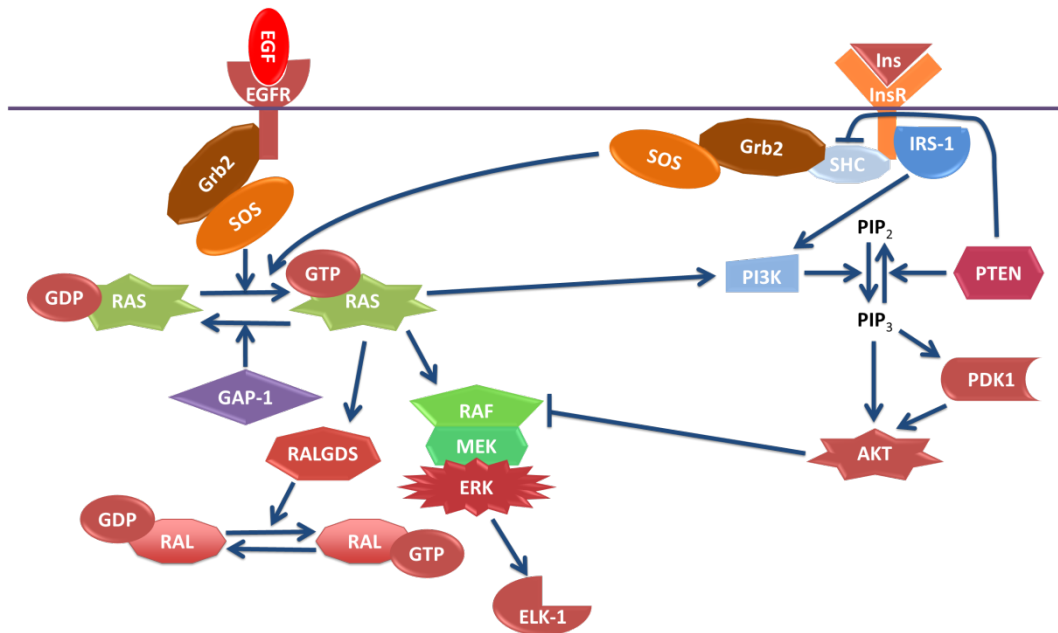 EGF
EGFR
Ins
InsR
Grb2
SOS
SOS
Grb2
SHC
IRS-1
PIP₂
GDP
RAS
GTP
RAS
PI3K
PTEN
PIP₃
GAP-1
RAF
MEK
ERK
PDK1
AKT
RALGDS
GDP
RAL
RAL
GTP
ELK-1